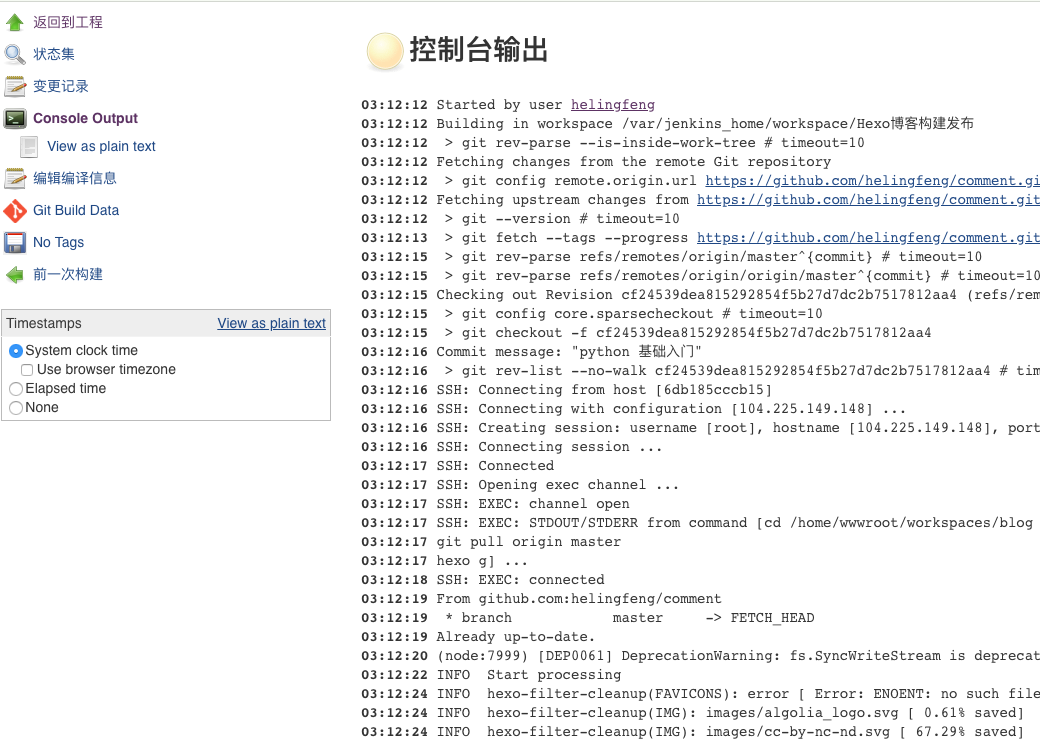 返回到工程
状态集
变更记录
Console Output
View as plain text
编辑编译信息
Git Build Data
No Tags
前一次构建
Timestamps View as plain text
System clock time
Use browser timezone
Elapsed time
None
控制台输出
03:12:12 Started by user helingfeng
03:12:12 Building in workspace /var/jenkins_home/workspace/Hexo博客构建发布
03:12:12  > git rev-parse --is-inside-work-tree # timeout=10
03:12:12 Fetching changes from the remote Git repository
03:12:12  > git config remote.origin.url https://github.com/helingfeng/comment.gi
03:12:12 Fetching upstream changes from https://github.com/helingfeng/comment.git
03:12:12  > git --version # timeout=10
03:12:13  > git fetch --tags --progress https://github.com/helingfeng/comment.git
03:12:15  > git rev-parse refs/remotes/origin/master^{commit} # timeout=10
03:12:15  > git rev-parse refs/remotes/origin/origin/master^{commit} # timeout=10
03:12:15 Checking out Revision cf24539dea815292854f5b27d7dc2b7517812aa4 (refs/rem
03:12:15  > git config core.sparsecheckout # timeout=10
03:12:15  > git checkout -f cf24539dea815292854f5b27d7dc2b7517812aa4
03:12:16 Commit message: "python 基础入门"
03:12:16  > git rev-list --no-walk cf24539dea815292854f5b27d7dc2b7517812aa4 # tim
03:12:16 SSH: Connecting from host [6db185cccb15]
03:12:16 SSH: Connecting with configuration [104.225.149.148] ...
03:12:16 SSH: Creating session: username [root], hostname [104.225.149.148], port
03:12:16 SSH: Connecting session ...
03:12:17 SSH: Connected
03:12:17 SSH: Opening exec channel ...
03:12:17 SSH: EXEC: channel open
03:12:17 SSH: EXEC: STDOUT/STDERR from command [cd /home/wwwroot/workspaces/blog
03:12:17 git pull origin master
03:12:17 hexo g] ...
03:12:18 SSH: EXEC: connected
03:12:19 From github.com:helingfeng/comment
03:12:19  * branch            master     -> FETCH_HEAD
03:12:19 Already up-to-date.
03:12:20 (node:7999) [DEP0061] DeprecationWarning: fs.SyncWriteStream is deprecat
03:12:22 INFO  Start processing
03:12:24 INFO  hexo-filter-cleanup(FAVICONS): error [ Error: ENOENT: no such file
03:12:24 INFO  hexo-filter-cleanup(IMG): images/algolia_logo.svg [ 0.61% saved]
03:12:24 INFO  hexo-filter-cleanup(IMG): images/cc-by-nc-nd.svg [ 67.29% saved]